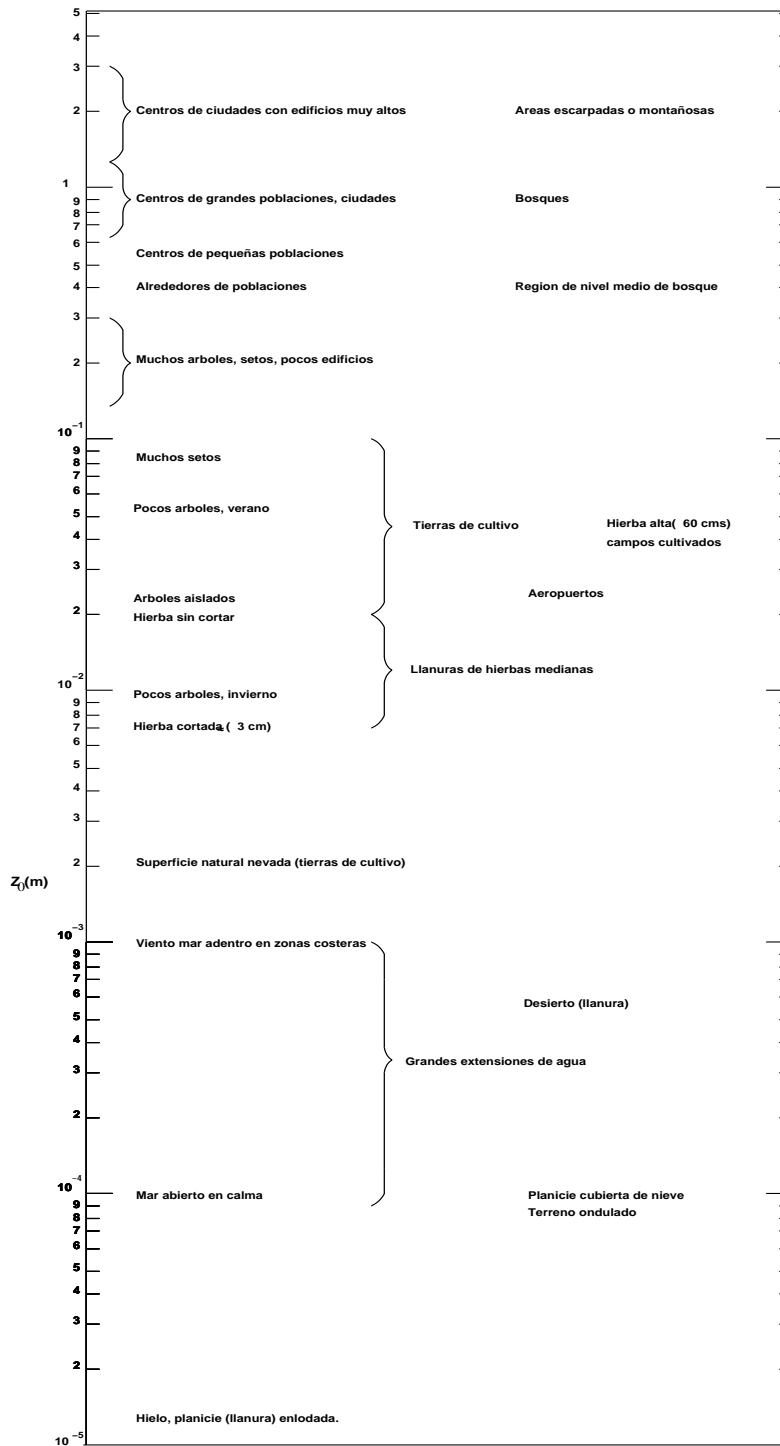 5
4
3
2
Centros de ciudades con edificios muy altos Areas escarpadas o montañosas
1
9
Centros de grandes poblaciones, ciudades Bosques
8
7
6
Centros de pequeñas poblaciones
5
4
Alrededores de poblaciones Region de nivel medio de bosque
3
2
Muchos arboles, setos, pocos edificios
10⁻¹
9
Muchos setos
8
7
6
Pocos arboles, verano
5
Tierras de cultivo Hierba alta( 60 cms)
4
campos cultivados
3
Arboles aislados Aeropuertos
2
Hierba sin cortar
Llanuras de hierbas medianas
10⁻²
Pocos arboles, invierno
9
8
7
Hierba cortada ( 3 cm)
6
5
4
3
2
Superficie natural nevada (tierras de cultivo)
Z₀(m)
10⁻³
Viento mar adentro en zonas costeras
9
8
7
6
Desierto (llanura)
5
4
Grandes extensiones de agua
3
2
10⁻⁴
Mar abierto en calma Planicie cubierta de nieve
9
Terreno ondulado
8
7
6
5
4
3
2
Hielo, planicie (llanura) enlodada.
10⁻⁵